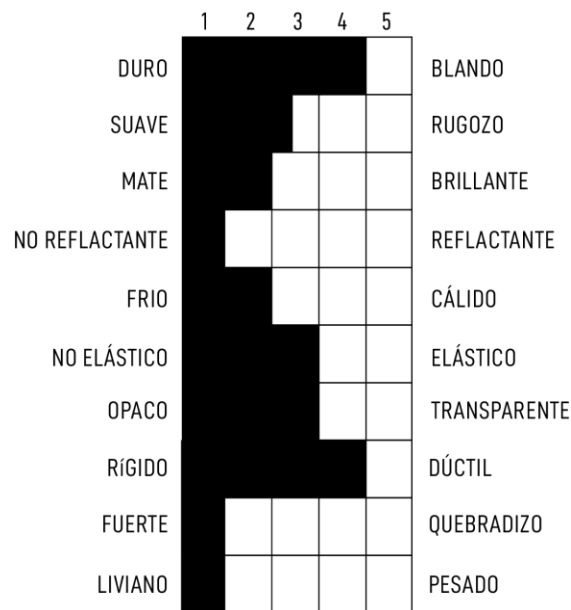 1 2 3 4 5
DURO BLANDO
SUAVE RUGOZO
MATE BRILLANTE
NO REFLACTANTE REFLACTANTE
FRIO CÁLIDO
NO ELÁSTICO ELÁSTICO
OPACO TRANSPARENTE
RíGIDO DÚCTIL
FUERTE QUEBRADIZO
LIVIANO PESADO